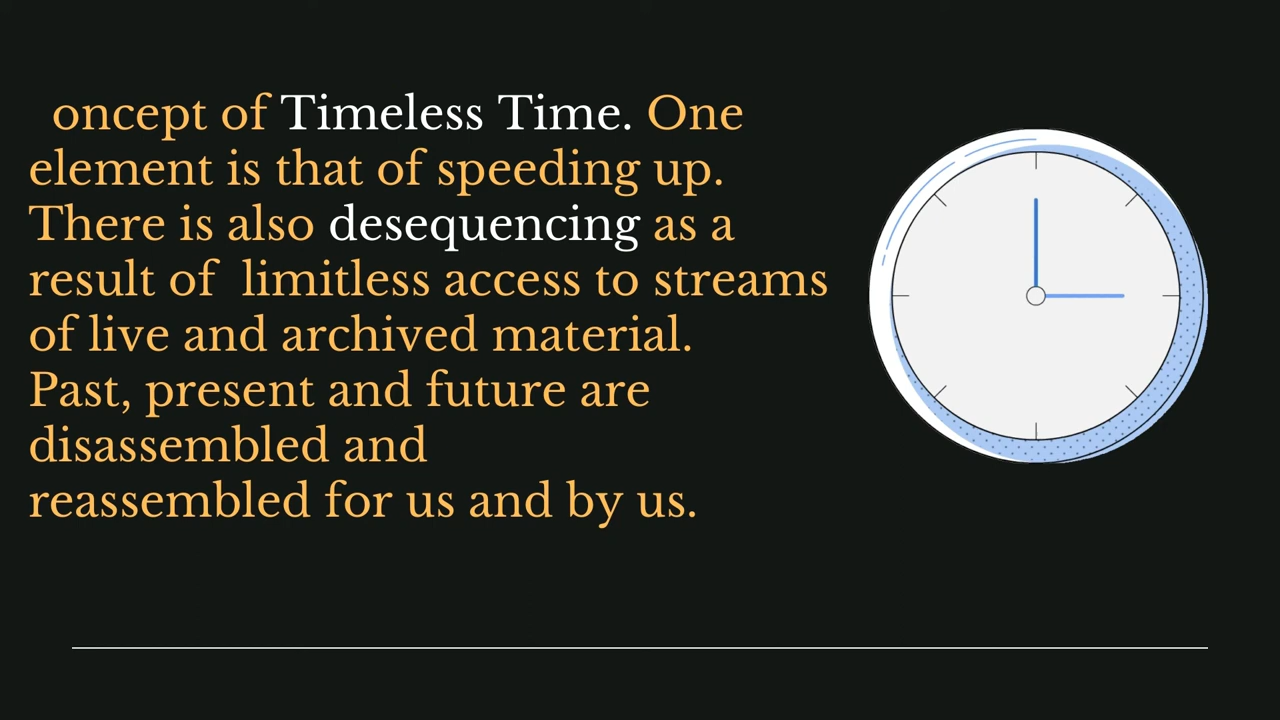 oncept of Timeless Time. One
element is that of speeding up.
There is also desequencing as a
result of  limitless access to streams
of live and archived material.
Past, present and future are
disassembled and
reassembled for us and by us.